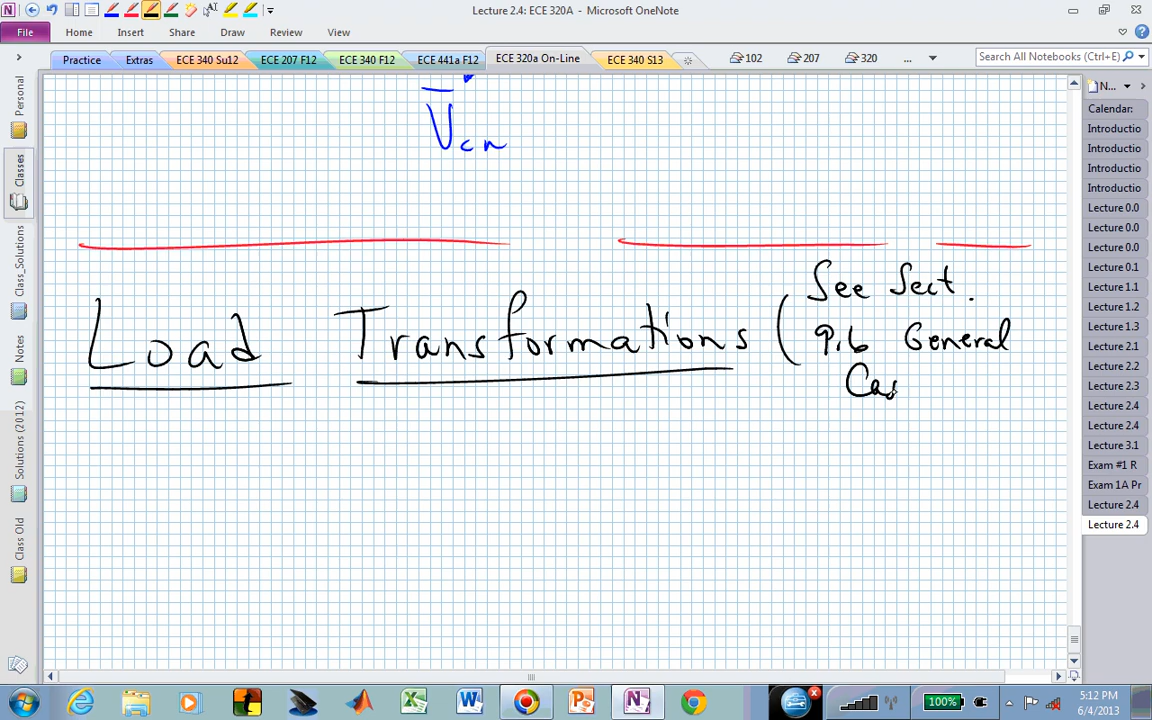 Lecture 2.4: ECE 320A - Microsoft OneNote
File Home Insert Share Draw Review View
Practice Extras ECE 340 Su12 ECE 207 F12 ECE 340 F12 ECE 441a F12 ECE 320a On-Line ECE 340 S13 102 207 320 ... Search All Notebooks (Ctrl+E)
N...
Personal
Classes
Class_Solutions
Notes
Solutions (2012)
Class Old
Vcn
See Sect.
Load Transformations ( 9.6 General
Cas
Calendar:
Introductio
Introductio
Introductio
Introductio
Lecture 0.0
Lecture 0.0
Lecture 0.0
Lecture 0.1
Lecture 1.1
Lecture 1.2
Lecture 1.3
Lecture 2.1
Lecture 2.2
Lecture 2.3
Lecture 2.4
Lecture 2.4
Lecture 3.1
Exam #1 R
Exam 1A Pr
Lecture 2.4
Lecture 2.4
100%
5:12 PM
6/4/2013